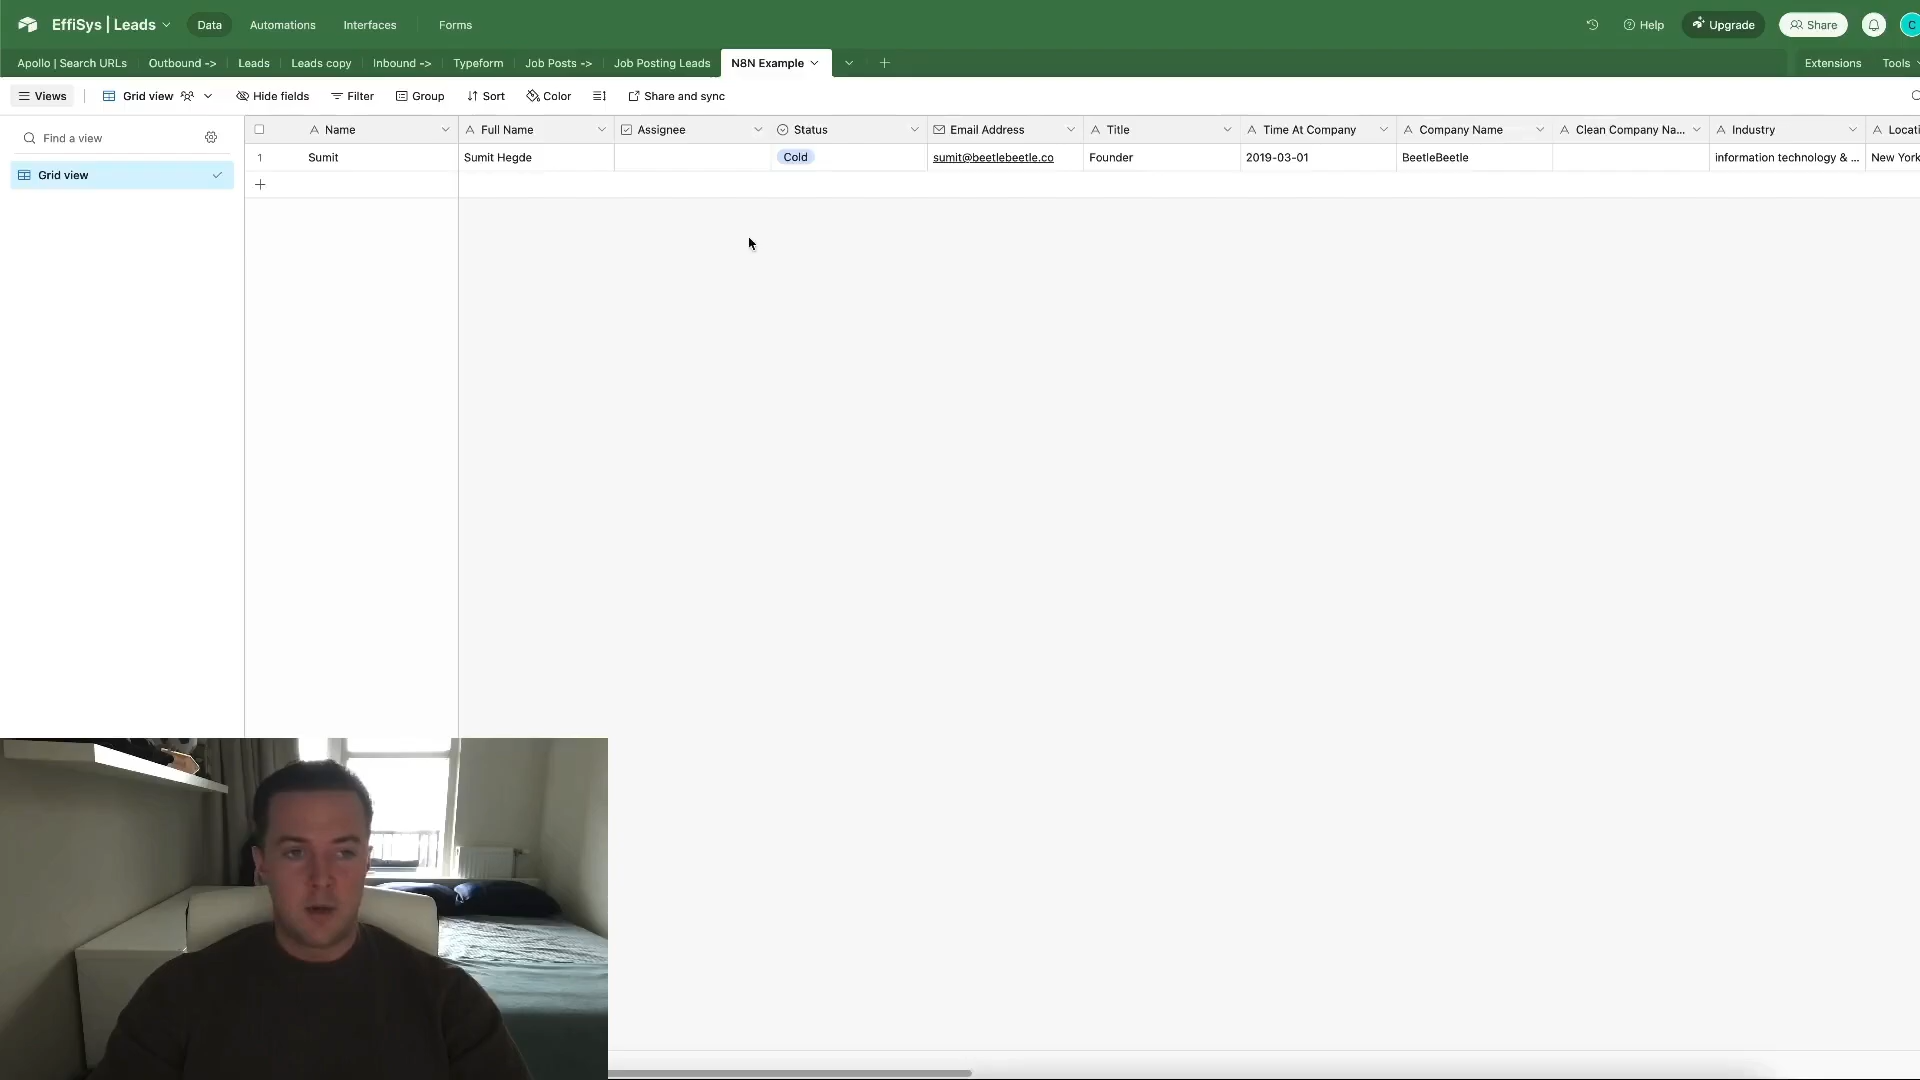 EffiSys | Leads Data Automations Interfaces Forms Help Upgrade Share C
Apollo | Search URLs Outbound -> Leads Leads copy Inbound -> Typeform Job Posts -> Job Posting Leads N8N Example Extensions Tools
Views Grid view Hide fields Filter Group Sort Color Share and sync
Find a view
Grid view
Name Full Name Assignee Status Email Address Title Time At Company Company Name Clean Company Na... Industry Locati
1 Sumit Sumit Hegde Cold sumit@beetlebeetle.co Founder 2019-03-01 BeetleBeetle information technology & ... New York